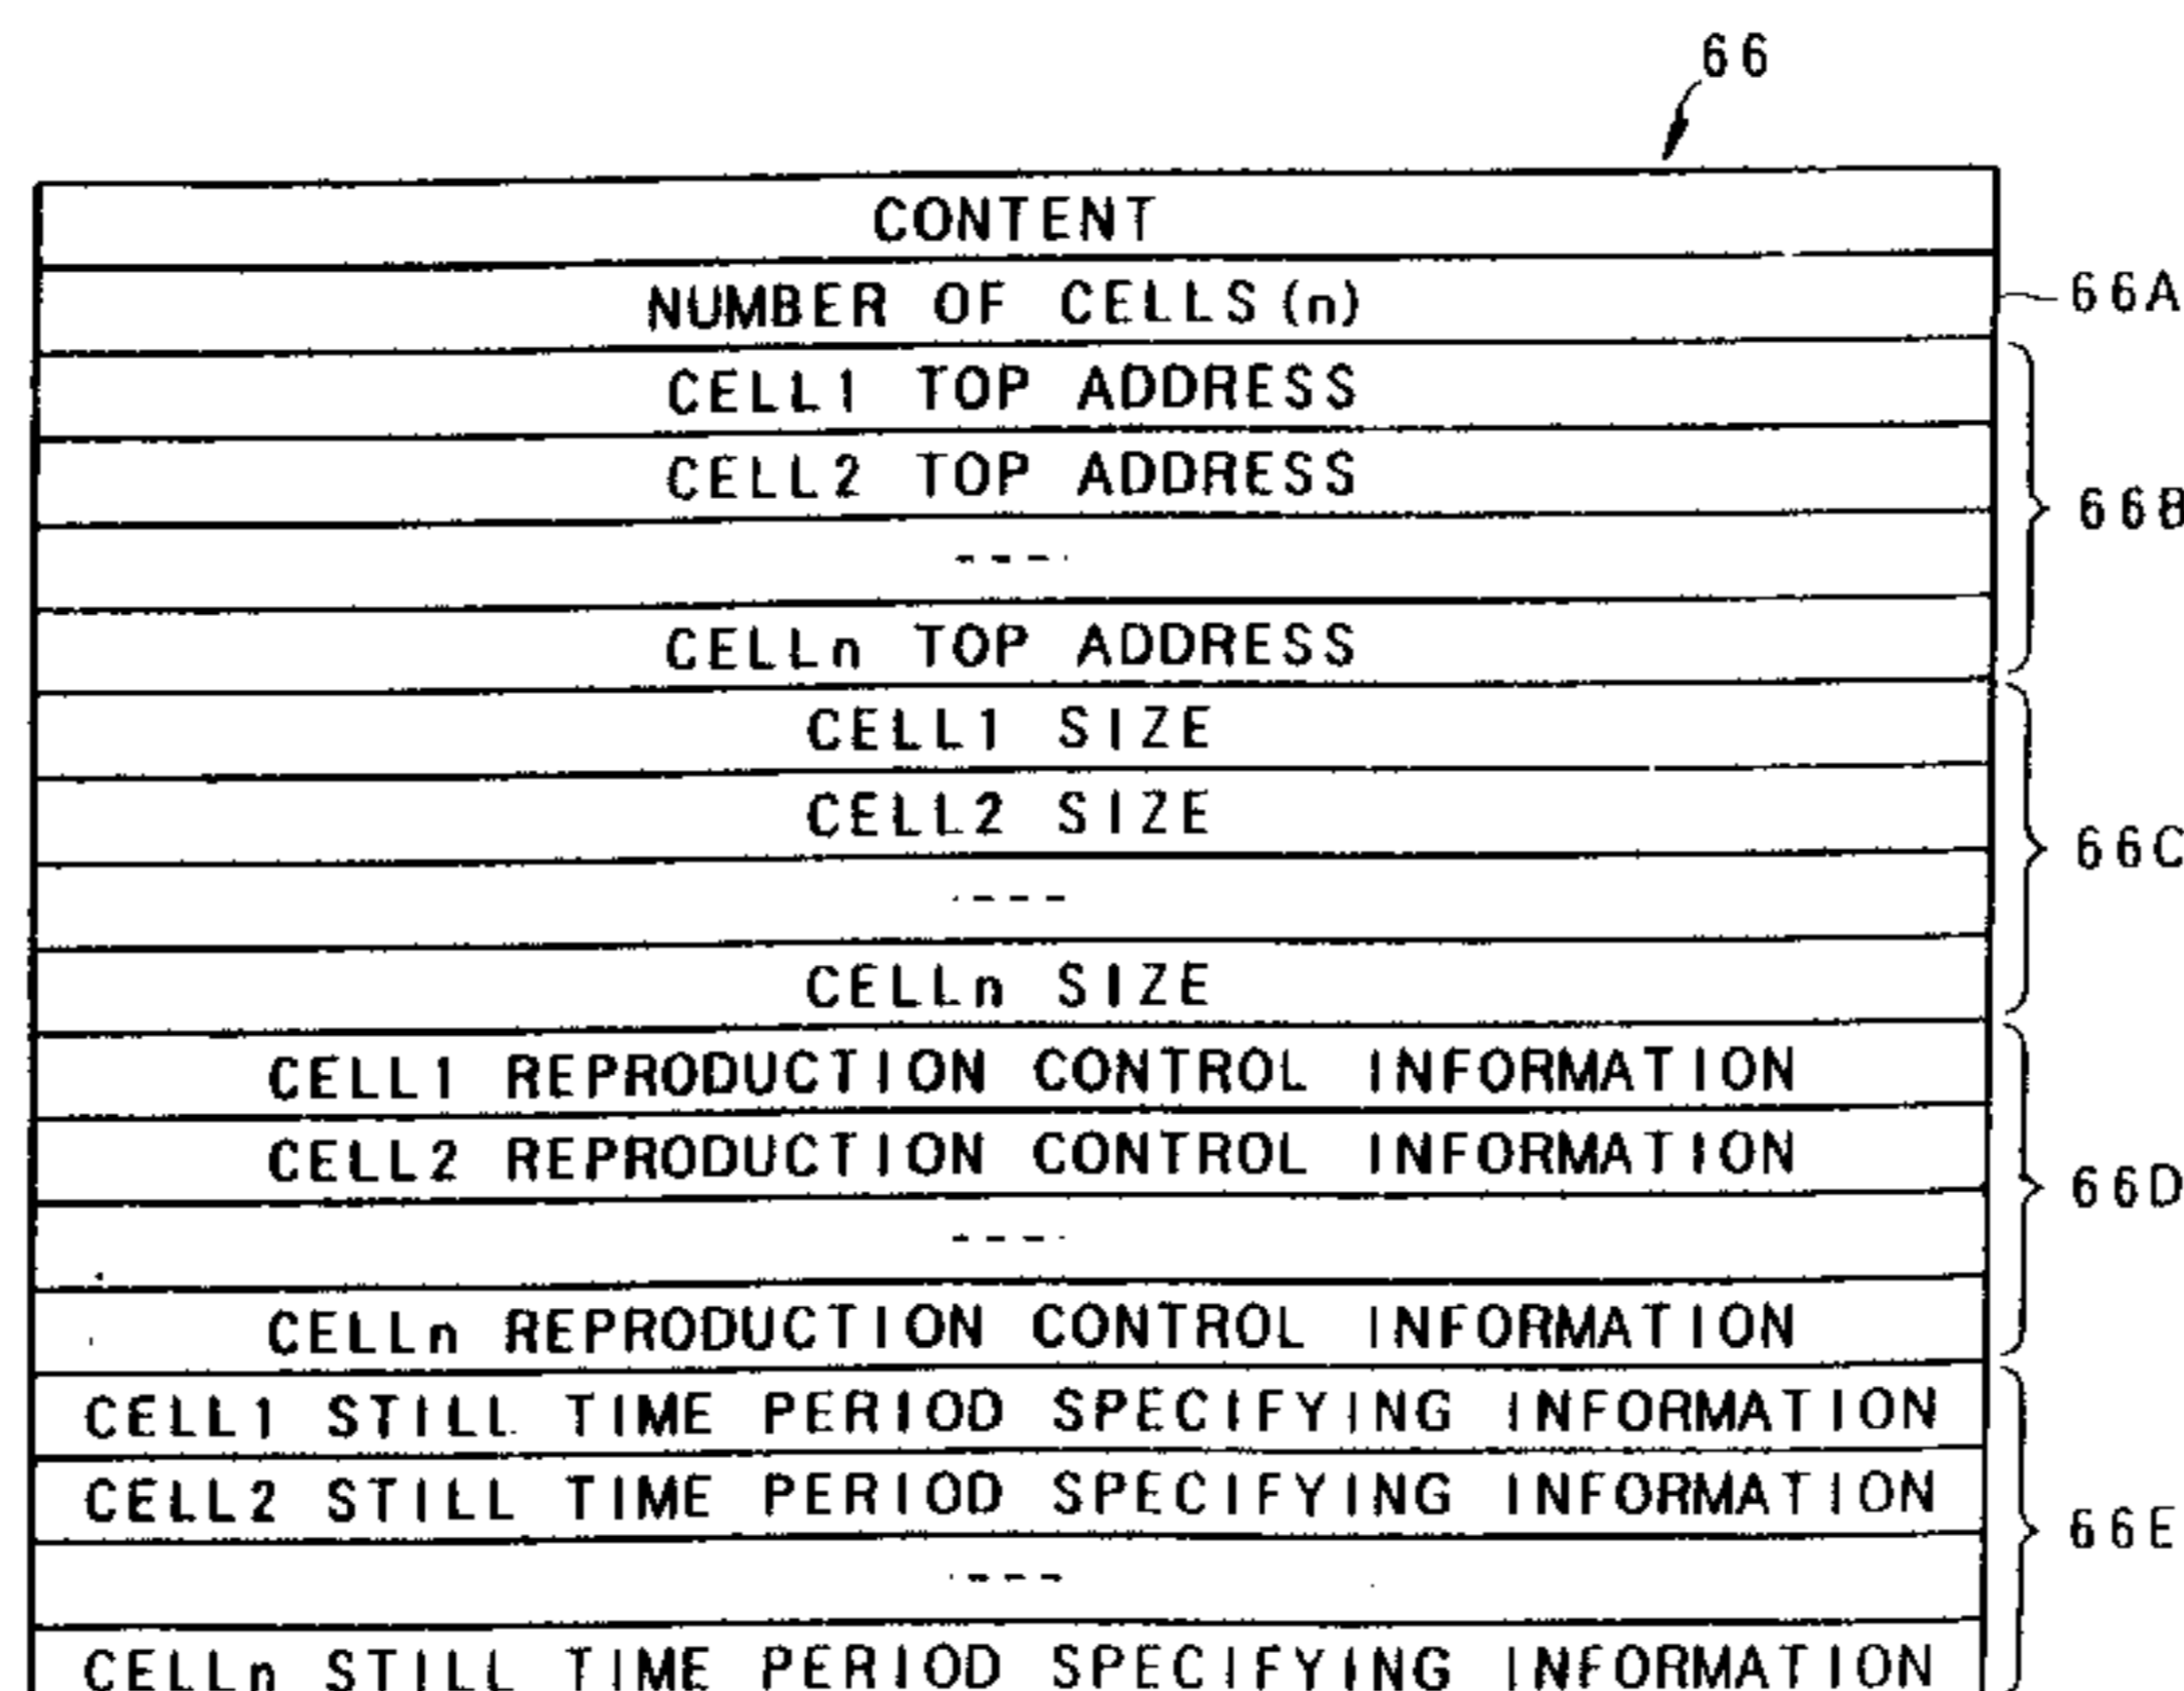 66
CONTENT
NUMBER OF CELLS(n) 66A
CELL1 TOP ADDRESS
CELL2 TOP ADDRESS
66B
----
CELLn TOP ADDRESS
CELL1 SIZE
CELL2 SIZE
66C
----
CELLn SIZE
CELL1 REPRODUCTION CONTROL INFORMATION
CELL2 REPRODUCTION CONTROL INFORMATION
66D
----
CELLn REPRODUCTION CONTROL INFORMATION
CELL1 STILL TIME PERIOD SPECIFYING INFORMATION
CELL2 STILL TIME PERIOD SPECIFYING INFORMATION
66E
----
CELLn STILL TIME PERIOD SPECIFYING INFORMATION